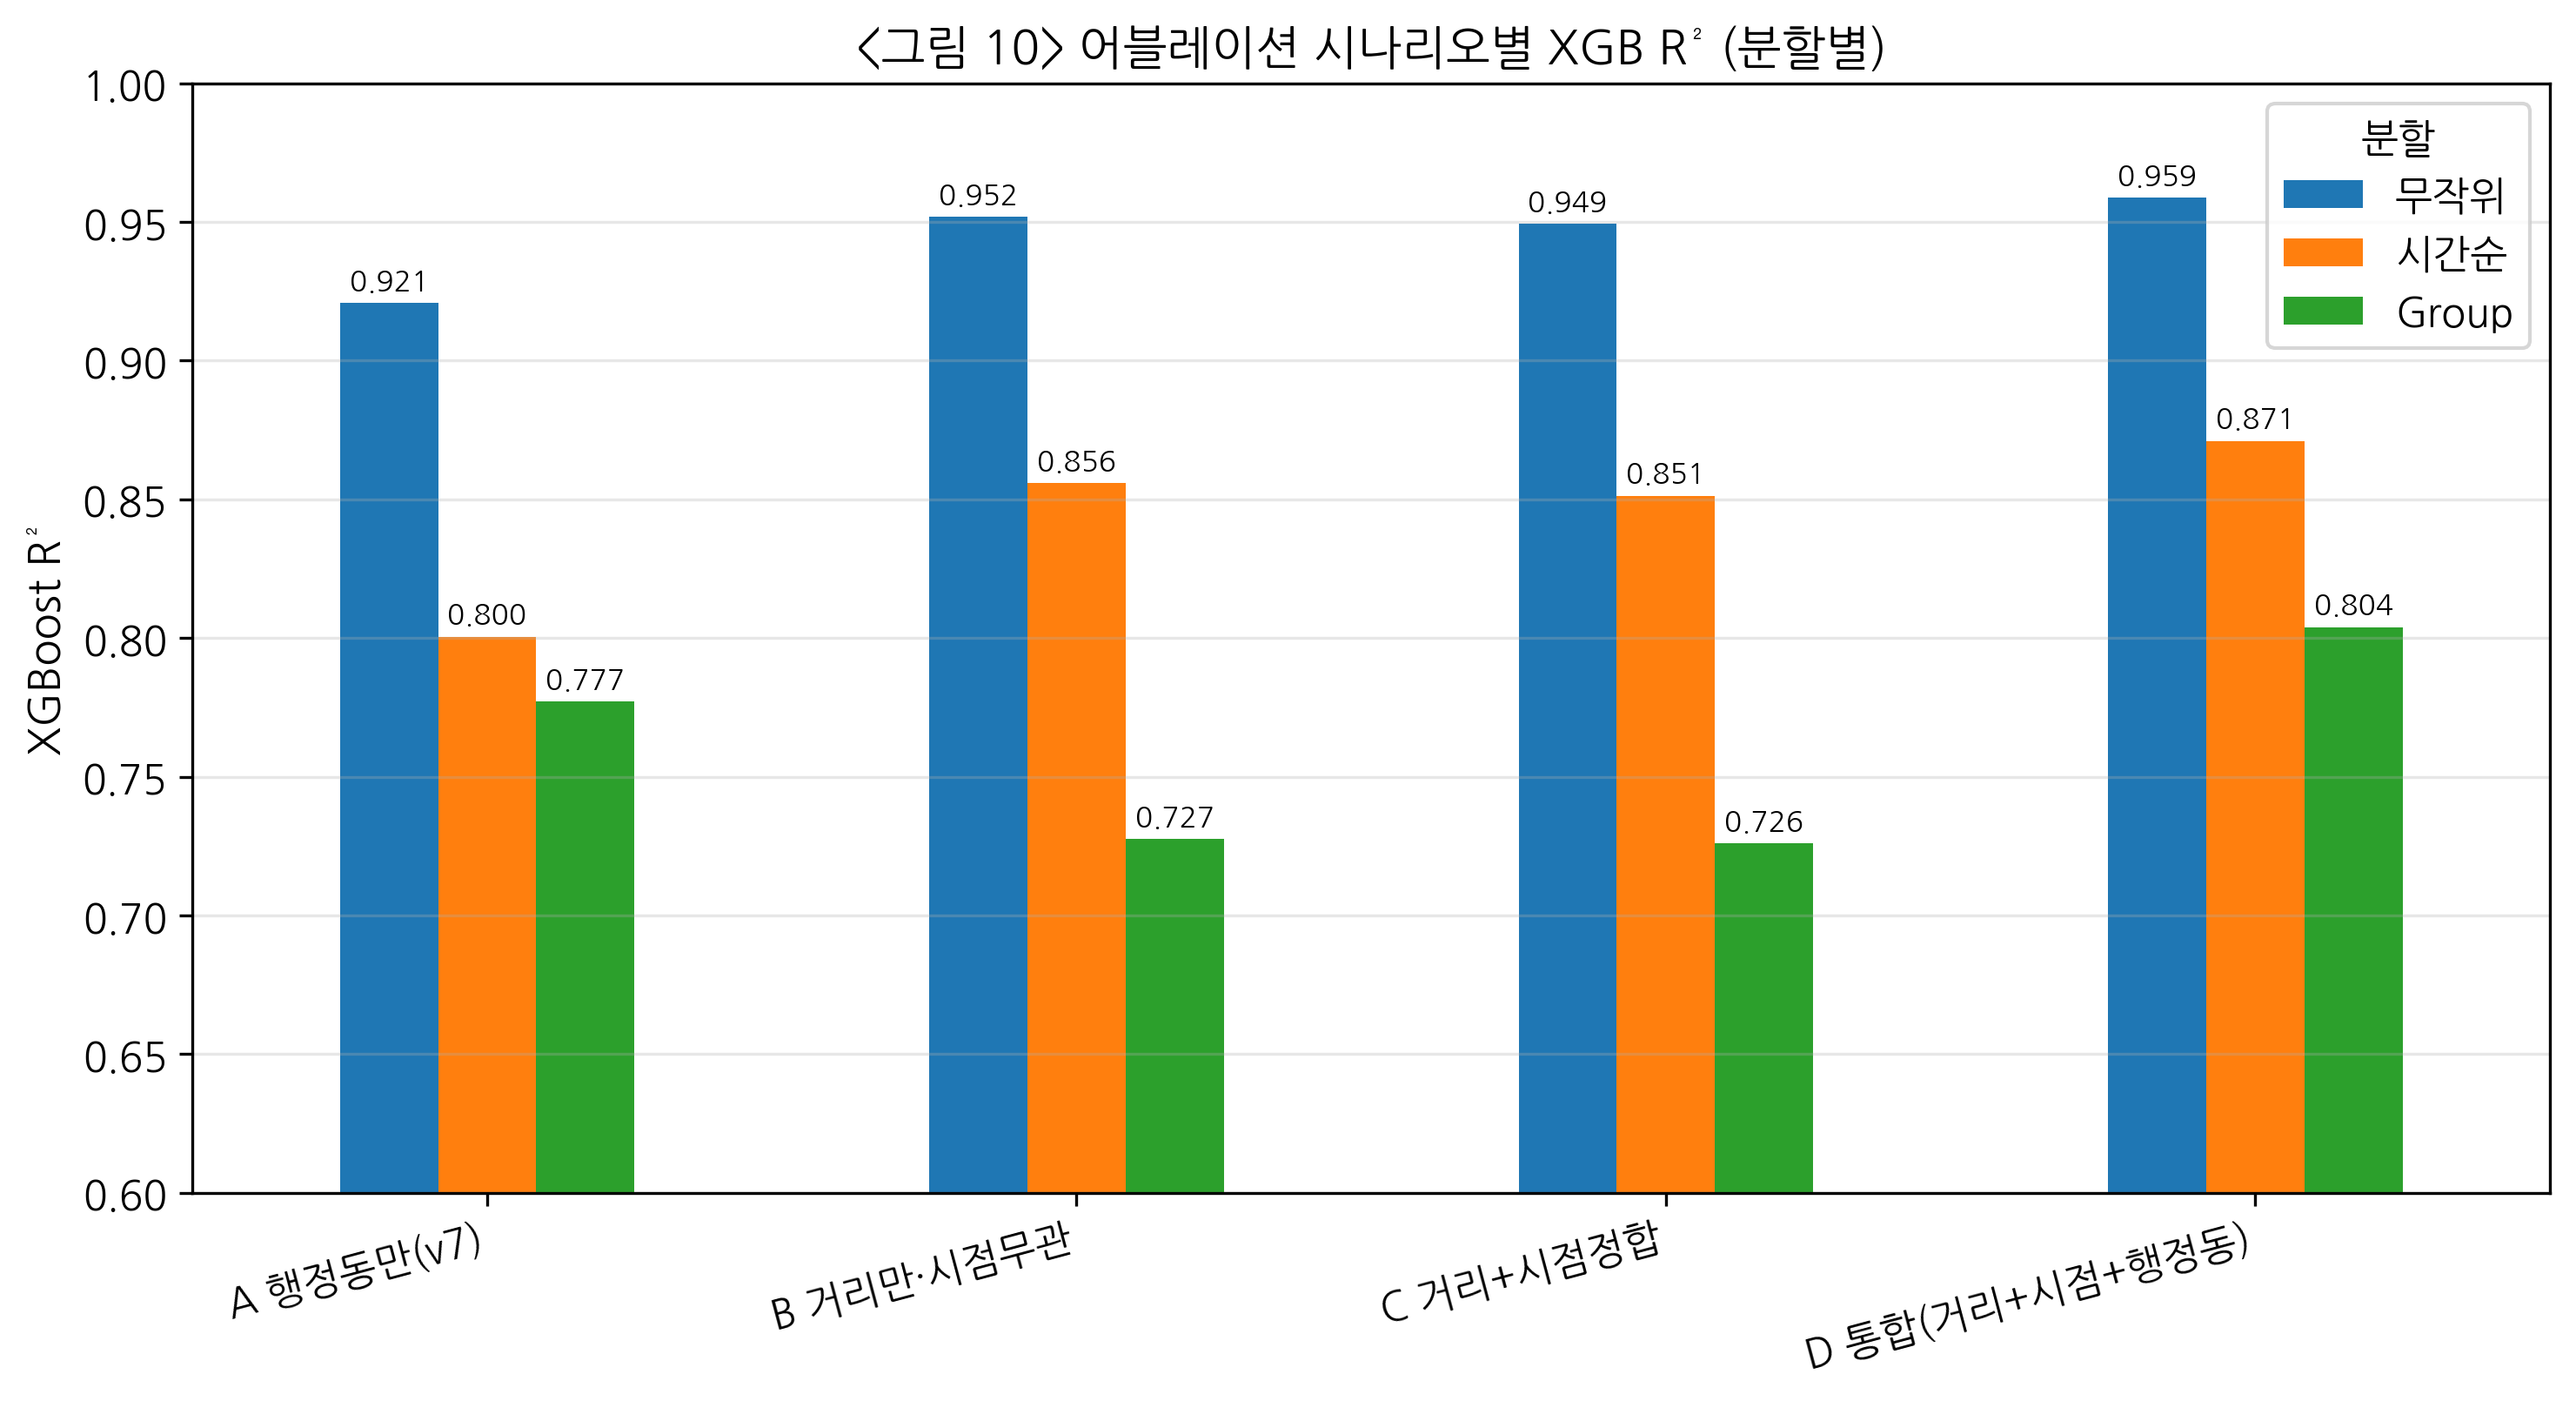 <그림 10> 어블레이션 시나리오별 XGB R² (분할별)
XGBoost R²
1.00
0.95
0.90
0.85
0.80
0.75
0.70
0.65
0.60
0.921
0.800
0.777
0.952
0.856
0.727
0.949
0.851
0.726
0.959
0.871
0.804
분할
무작위
시간순
Group
A 행정동만(v7)
B 거리만·시점무관
C 거리+시점정합
D 통합(거리+시점+행정동)